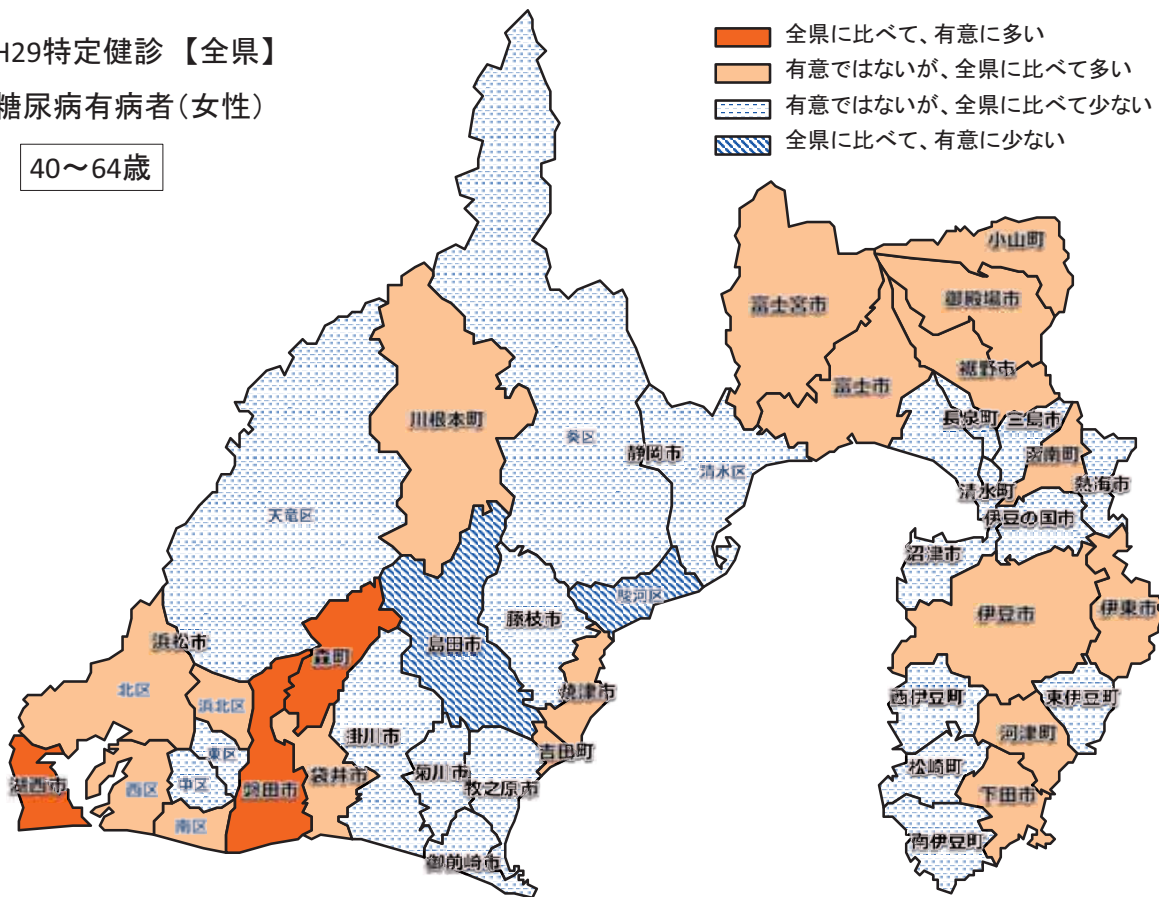 H29特定健診 【全県】
糖尿病有病者(女性)
40~64歳
全県に比べて、有意に多い
有意ではないが、全県に比べて多い
有意ではないが、全県に比べて少ない
全県に比べて、有意に少ない
小山町
御殿場市
富士宮市
裾野市
富士市
長泉町
三島市
函南町
川根本町
葵区
静岡市
清水区
熱海市
清水町
伊豆の国市
天竜区
沼津市
駿河区
藤枝市
伊豆市
伊東市
浜松市
森町
島田市
北区
浜北区
焼津市
西伊豆町
東伊豆町
掛川市
河津町
東区
吉田町
湖西市
西区
中区
磐田市
袋井市
菊川市
牧之原市
松崎町
下田市
南区
御前崎市
南伊豆町